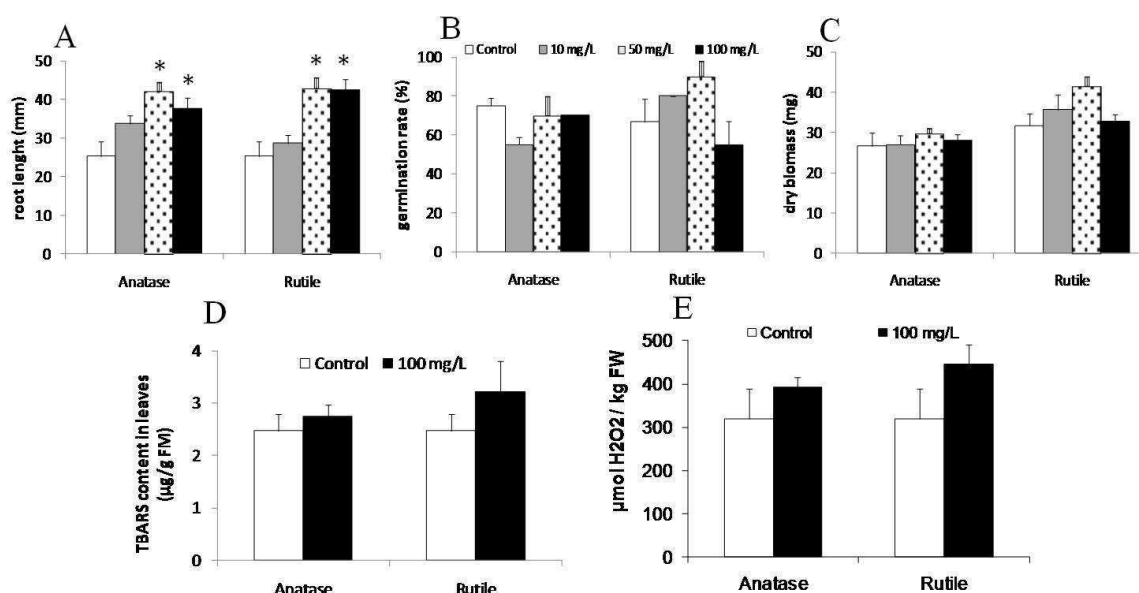 A
root lenght (mm)
50
40
30
20
10
0
* * * *
Anatase Rutile
B
Control 10 mg/L 50 mg/L 100 mg/L
germination rate (%)
100
80
60
40
20
0
Anatase Rutile
C
dry biomass (mg)
50
40
30
20
10
0
Anatase Rutile
D
Control 100 mg/L
TBARS content in leaves
(µg/g FM)
4
3
2
1
0
Anatase Rutile
E
Control 100 mg/L
µmol H2O2 / kg FW
500
400
300
200
100
0
Anatase Rutile